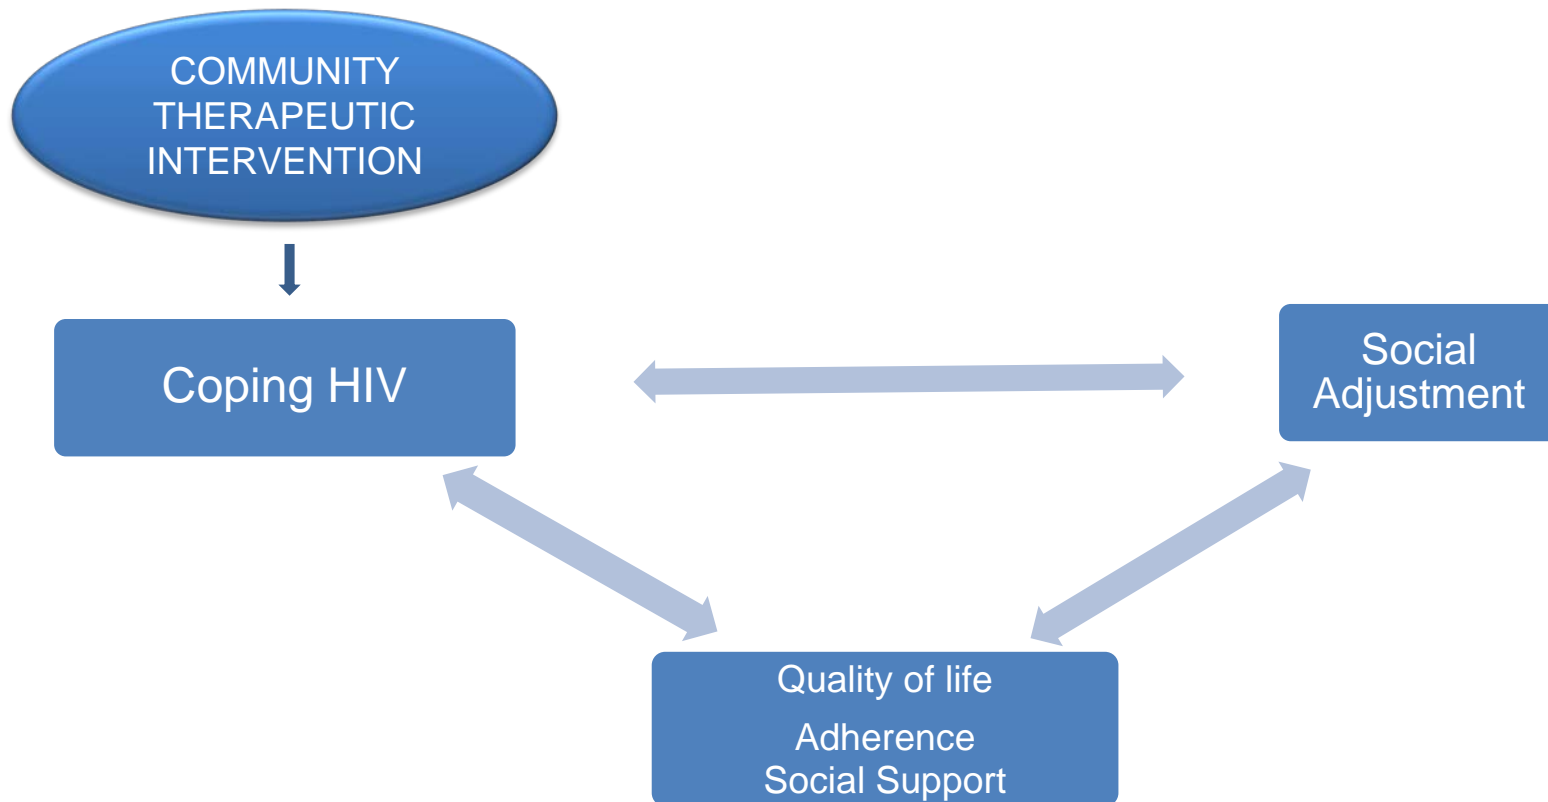 COMMUNITY
THERAPEUTIC
INTERVENTION
Coping HIV
Social
Adjustment
Quality of life
Adherence
Social Support